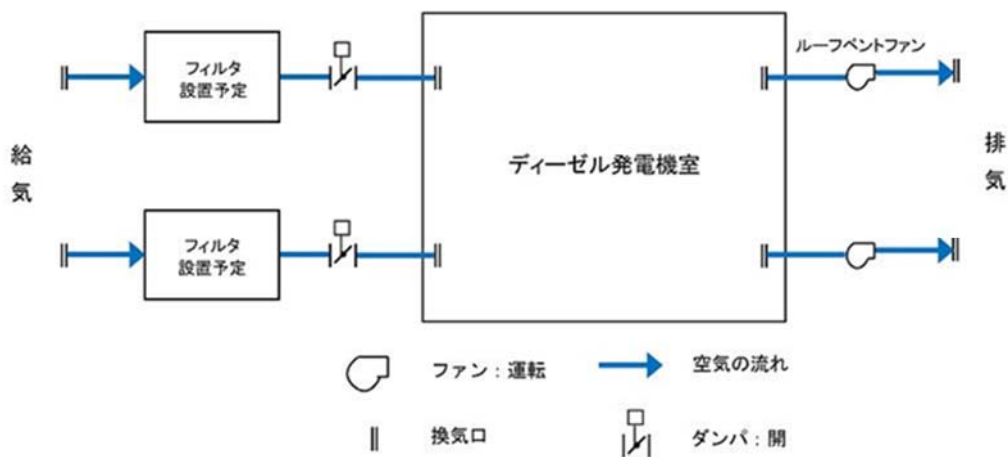 ルーフベントファン
フィルタ
設置予定
給
気
ディーゼル発電機室
排
気
フィルタ
設置予定
ファン：運転
空気の流れ
換気口
ダンパ：開